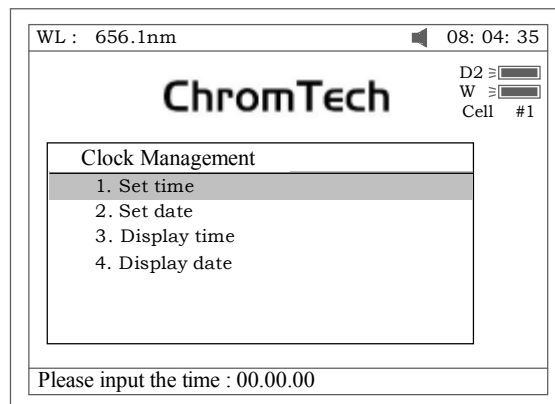 WL : 656.1nm 08: 04: 35
ChromTech
D2
W
Cell #1
Clock Management
1. Set time
2. Set date
3. Display time
4. Display date
Please input the time : 00.00.00